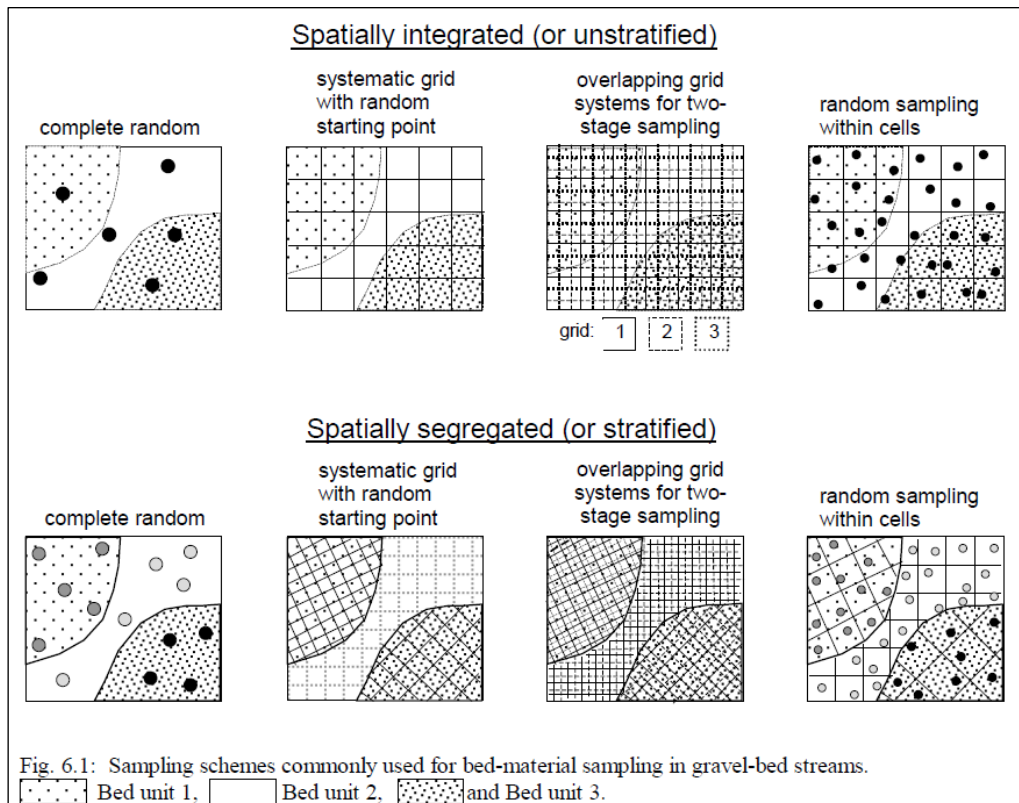 Spatially integrated (or unstratified)
complete random
systematic grid
with random
starting point
overlapping grid
systems for two-
stage sampling
random sampling
within cells
grid: 1 2 3
Spatially segregated (or stratified)
complete random
systematic grid
with random
starting point
overlapping grid
systems for two-
stage sampling
random sampling
within cells
Fig. 6.1: Sampling schemes commonly used for bed-material sampling in gravel-bed streams.
Bed unit 1, Bed unit 2, and Bed unit 3.